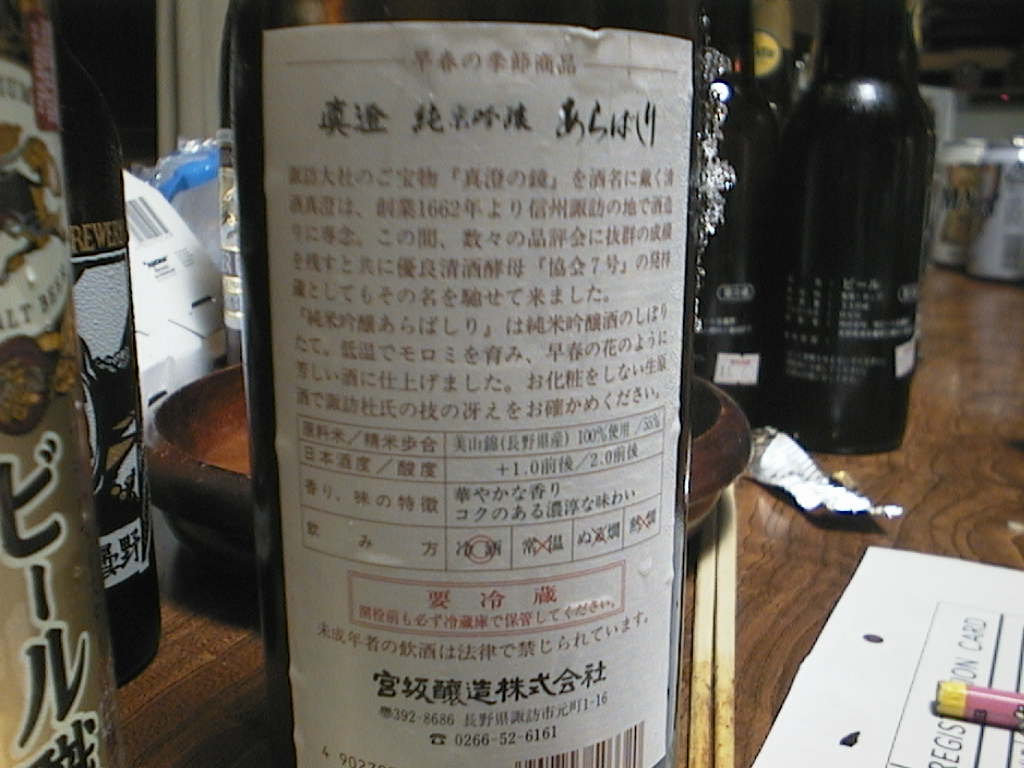 早春の季節商品
真澄 純米吟醸 あらばしり
諏訪大社のご宝物『真澄の鏡』を酒名に戴く清
酒真澄は、創業1662年より信州諏訪の地で酒造
りに専念。この間、数々の品評会に抜群の成績
を残すと共に優良清酒酵母『協会7号』の発祥
蔵としてもその名を馳せて来ました。
『純米吟醸あらばしり』は純米吟醸酒のしぼり
たて。低温でモロミを育み、早春の花のように
芳しい酒に仕上げました。お化粧をしない生原
酒で諏訪杜氏の技の冴えをお確かめください。
原料米/精米歩合 美山錦(長野県産) 100%使用/55%
日本酒度/酸度 +1.0前後/2.0前後
香り、味の特徴 華やかな香り
コクのある濃淳な味わい
飲み方 冷酒 常温 ぬる燗 熱燗
要冷蔵
開栓前も必ず冷蔵庫で保管してください。
未成年者の飲酒は法律で禁じられています。
宮坂醸造株式会社
〒392-8686 長野県諏訪市元町1-16
☎ 0266-52-6161
ALT BEER
ビール
REWERY
ビール
ION CARD
REGIST